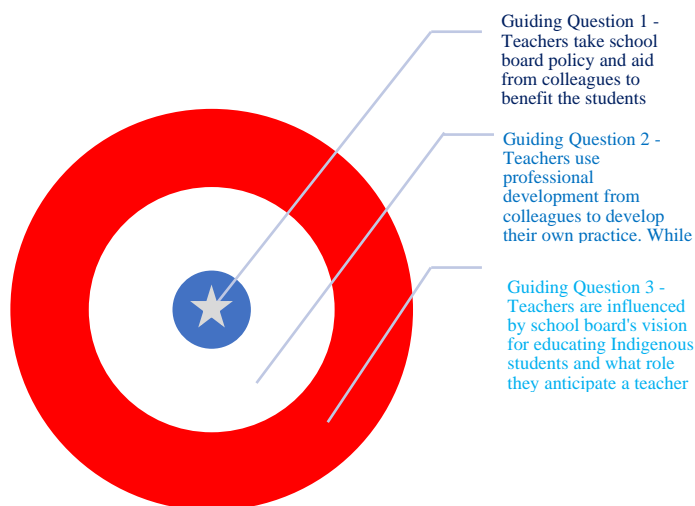 Guiding Question 1 -
Teachers take school
board policy and aid
from colleagues to
benefit the students
Guiding Question 2 -
Teachers use
professional
development from
colleagues to develop
their own practice. While
Guiding Question 3 -
Teachers are influenced
by school board's vision
for educating Indigenous
students and what role
they anticipate a teacher